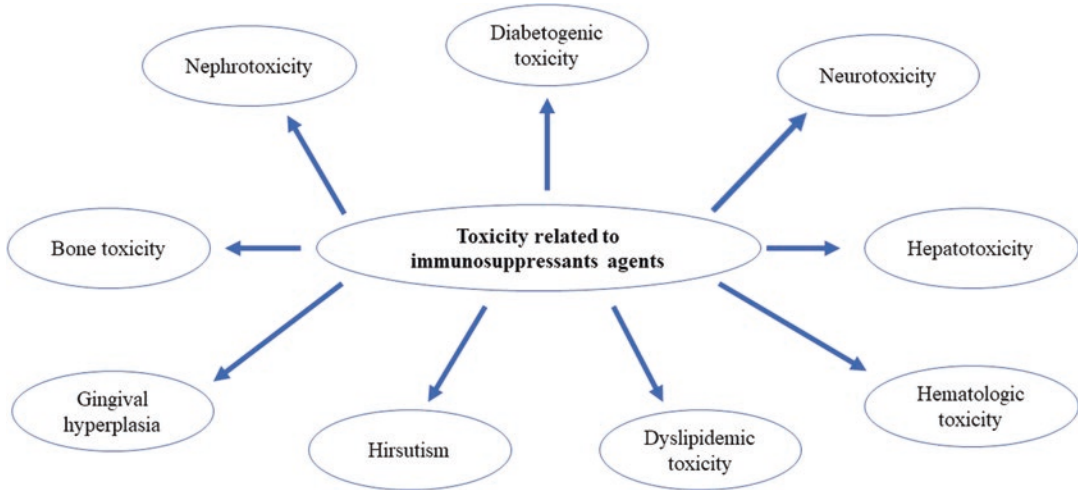 Diabetogenic
toxicity
Nephrotoxicity
Neurotoxicity
Bone toxicity
Toxicity related to
immunosuppressants agents
Hepatotoxicity
Gingival
hyperplasia
Hirsutism
Dyslipidemic
toxicity
Hematologic
toxicity